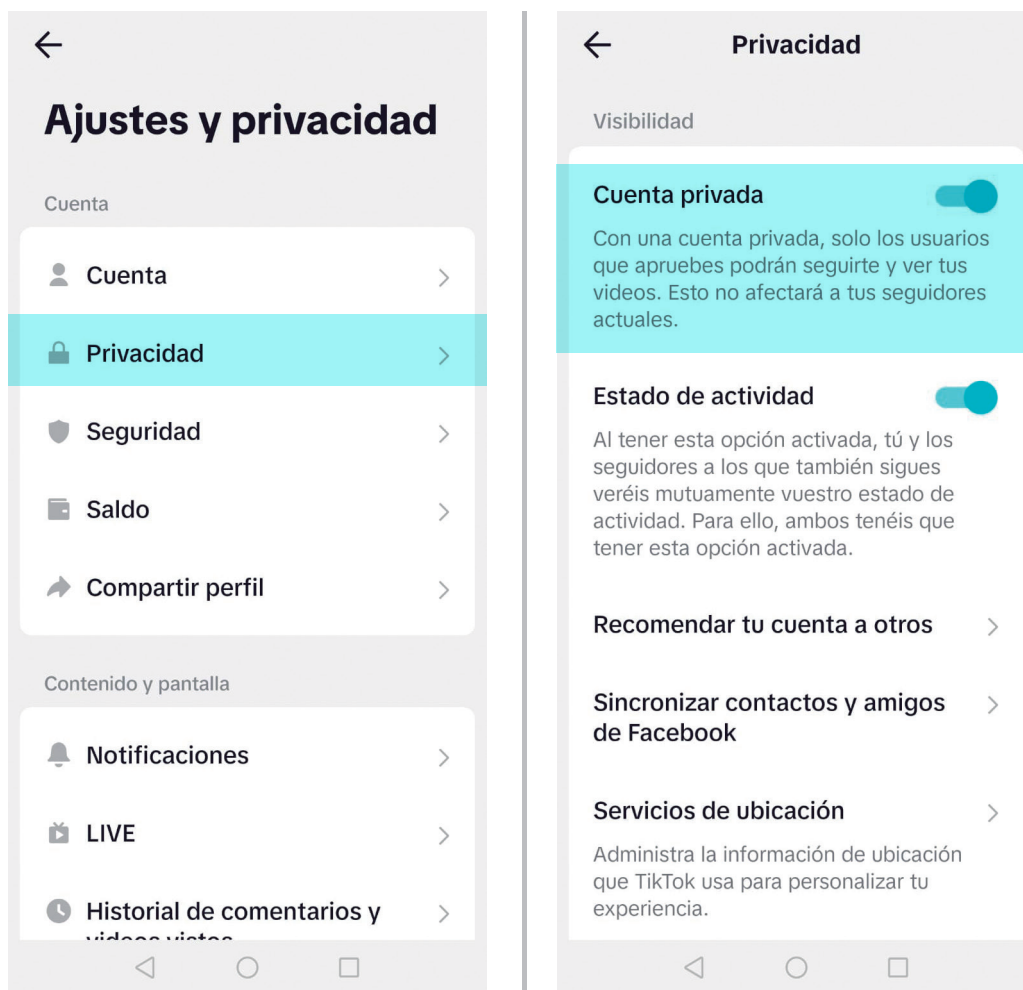 Ajustes y privacidad
Cuenta
Cuenta
Privacidad
Seguridad
Saldo
Compartir perfil
Contenido y pantalla
Notificaciones
LIVE
Historial de comentarios y
videos vistos
Privacidad
Visibilidad
Cuenta privada
Con una cuenta privada, solo los usuarios
que apruebes podrán seguirte y ver tus
videos. Esto no afectará a tus seguidores
actuales.
Estado de actividad
Al tener esta opción activada, tú y los
seguidores a los que también sigues
veréis mutuamente vuestro estado de
actividad. Para ello, ambos tenéis que
tener esta opción activada.
Recomendar tu cuenta a otros
Sincronizar contactos y amigos
de Facebook
Servicios de ubicación
Administra la información de ubicación
que TikTok usa para personalizar tu
experiencia.